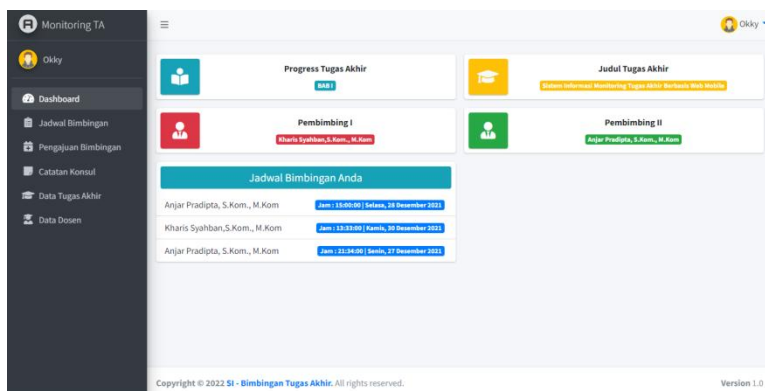 Monitoring TA
Okky
Okky
Dashboard
Jadwal Bimbingan
Pengajuan Bimbingan
Catatan Konsul
Data Tugas Akhir
Data Dosen
Progress Tugas Akhir
BAB I
Judul Tugas Akhir
Sistem Informasi Monitoring Tugas Akhir Berbasis Web Mobile
Pembimbing I
Kharis Syahban,S.Kom., M.Kom
Pembimbing II
Anjar Pradipta, S.Kom., M.Kom
Jadwal Bimbingan Anda
Anjar Pradipta, S.Kom., M.Kom Jam : 15:00:00 | Selasa, 28 Desember 2021
Kharis Syahban,S.Kom., M.Kom Jam : 13:33:00 | Kamis, 30 Desember 2021
Anjar Pradipta, S.Kom., M.Kom Jam : 21:34:00 | Senin, 27 Desember 2021
Copyright © 2022 SI - Bimbingan Tugas Akhir. All rights reserved.
Version 1.0